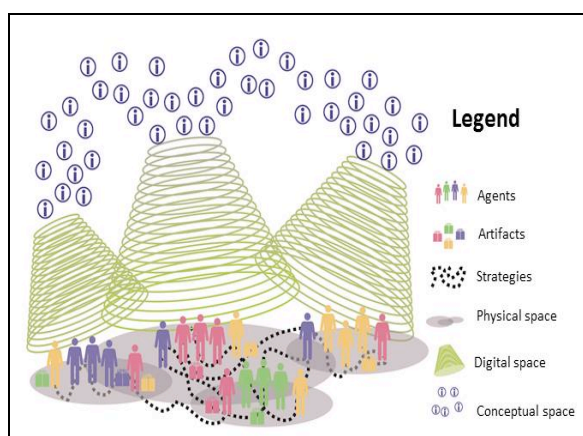 Legend
Agents
Artifacts
Strategies
Physical space
Digital space
Conceptual space